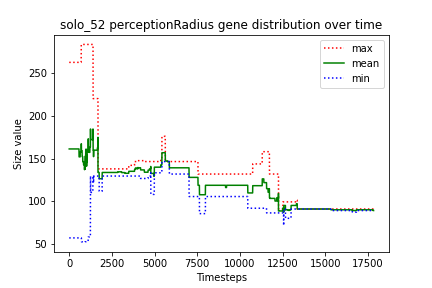 solo_52 perceptionRadius gene distribution over time
max
mean
min
Size value
250
200
150
100
50
0
2500
5000
7500
10000
12500
15000
17500
Timesteps